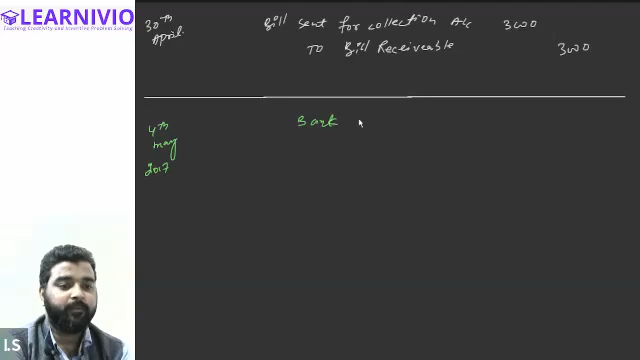 LEARNIVIO
Teaching Creativity and Inventive Problem Solving
30th April. Bill sent for collection A/c 3000
TO Bill Receiveable 3000
4th may 2017 Bank
I.S